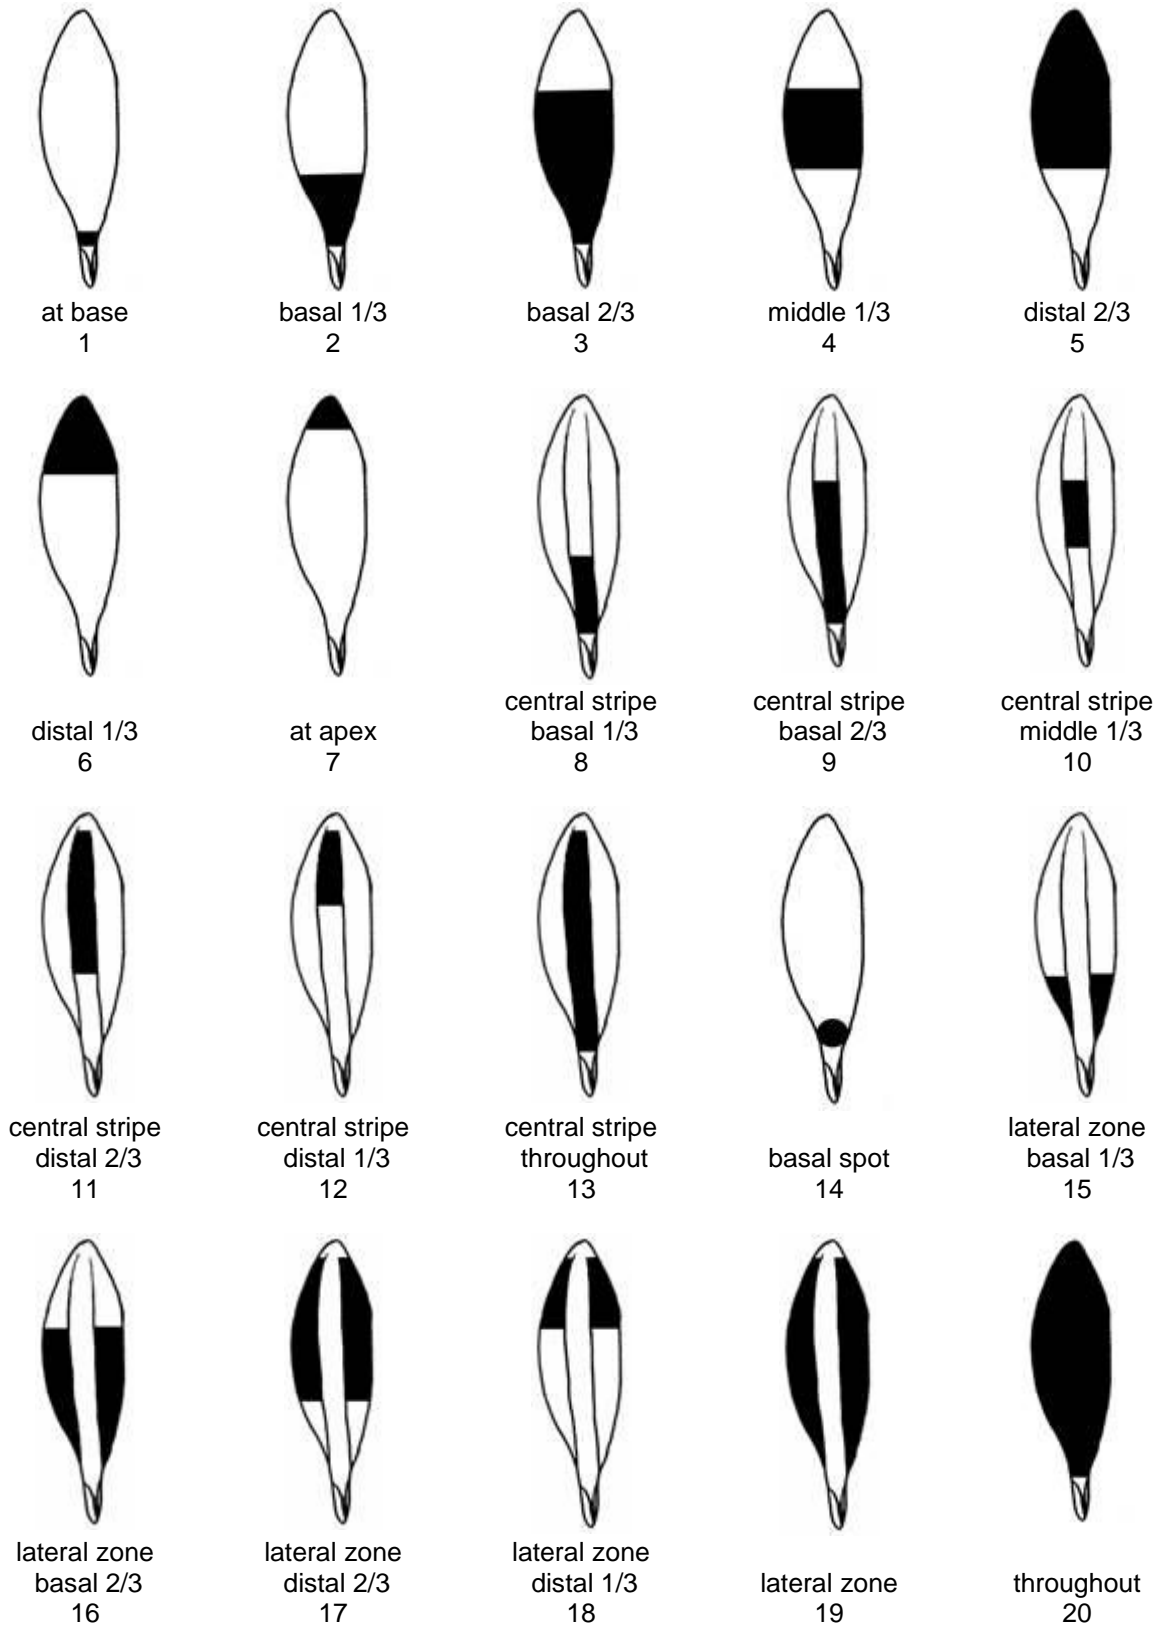 at base
1
basal 1/3
2
basal 2/3
3
middle 1/3
4
distal 2/3
5
distal 1/3
6
at apex
7
central stripe
basal 1/3
8
central stripe
basal 2/3
9
central stripe
middle 1/3
10
central stripe
distal 2/3
11
central stripe
distal 1/3
12
central stripe
throughout
13
basal spot
14
lateral zone
basal 1/3
15
lateral zone
basal 2/3
16
lateral zone
distal 2/3
17
lateral zone
distal 1/3
18
lateral zone
19
throughout
20